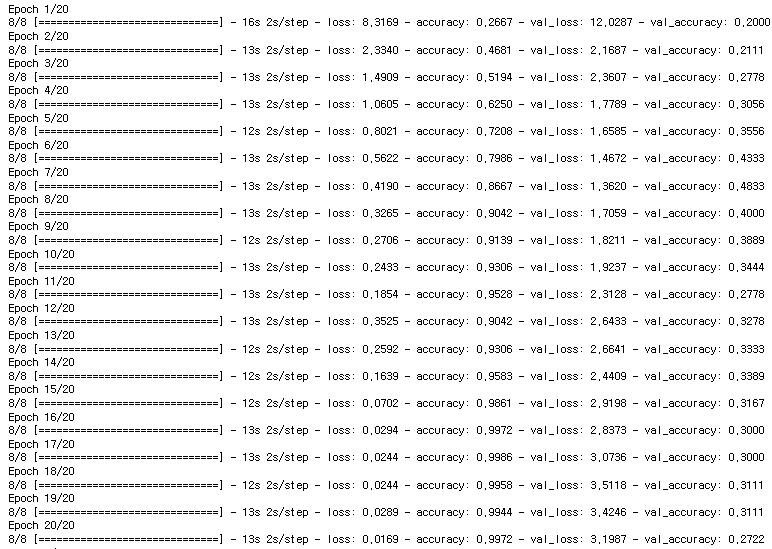 Epoch 1/20
8/8 [==============================] - 16s 2s/step - loss: 8,3169 - accuracy: 0,2667 - val_loss: 12,0287 - val_accuracy: 0,2000
Epoch 2/20
8/8 [==============================] - 13s 2s/step - loss: 2,3340 - accuracy: 0,4681 - val_loss: 2,1687 - val_accuracy: 0,2111
Epoch 3/20
8/8 [==============================] - 13s 2s/step - loss: 1,4909 - accuracy: 0,5194 - val_loss: 2,3607 - val_accuracy: 0,2778
Epoch 4/20
8/8 [==============================] - 13s 2s/step - loss: 1,0605 - accuracy: 0,6250 - val_loss: 1,7789 - val_accuracy: 0,3056
Epoch 5/20
8/8 [==============================] - 12s 2s/step - loss: 0,8021 - accuracy: 0,7208 - val_loss: 1,6585 - val_accuracy: 0,3556
Epoch 6/20
8/8 [==============================] - 13s 2s/step - loss: 0,5622 - accuracy: 0,7986 - val_loss: 1,4672 - val_accuracy: 0,4333
Epoch 7/20
8/8 [==============================] - 13s 2s/step - loss: 0,4190 - accuracy: 0,8667 - val_loss: 1,3620 - val_accuracy: 0,4833
Epoch 8/20
8/8 [==============================] - 13s 2s/step - loss: 0,3265 - accuracy: 0,9042 - val_loss: 1,7059 - val_accuracy: 0,4000
Epoch 9/20
8/8 [==============================] - 12s 2s/step - loss: 0,2706 - accuracy: 0,9139 - val_loss: 1,8211 - val_accuracy: 0,3889
Epoch 10/20
8/8 [==============================] - 13s 2s/step - loss: 0,2433 - accuracy: 0,9306 - val_loss: 1,9237 - val_accuracy: 0,3444
Epoch 11/20
8/8 [==============================] - 13s 2s/step - loss: 0,1854 - accuracy: 0,9528 - val_loss: 2,3128 - val_accuracy: 0,2778
Epoch 12/20
8/8 [==============================] - 13s 2s/step - loss: 0,3525 - accuracy: 0,9042 - val_loss: 2,6433 - val_accuracy: 0,3278
Epoch 13/20
8/8 [==============================] - 12s 2s/step - loss: 0,2592 - accuracy: 0,9306 - val_loss: 2,6641 - val_accuracy: 0,3333
Epoch 14/20
8/8 [==============================] - 12s 2s/step - loss: 0,1639 - accuracy: 0,9583 - val_loss: 2,4409 - val_accuracy: 0,3389
Epoch 15/20
8/8 [==============================] - 12s 2s/step - loss: 0,0702 - accuracy: 0,9861 - val_loss: 2,9198 - val_accuracy: 0,3167
Epoch 16/20
8/8 [==============================] - 13s 2s/step - loss: 0,0294 - accuracy: 0,9972 - val_loss: 2,8373 - val_accuracy: 0,3000
Epoch 17/20
8/8 [==============================] - 13s 2s/step - loss: 0,0244 - accuracy: 0,9986 - val_loss: 3,0736 - val_accuracy: 0,3000
Epoch 18/20
8/8 [==============================] - 12s 2s/step - loss: 0,0244 - accuracy: 0,9958 - val_loss: 3,5118 - val_accuracy: 0,3111
Epoch 19/20
8/8 [==============================] - 13s 2s/step - loss: 0,0289 - accuracy: 0,9944 - val_loss: 3,4246 - val_accuracy: 0,3111
Epoch 20/20
8/8 [==============================] - 13s 2s/step - loss: 0,0169 - accuracy: 0,9972 - val_loss: 3,1987 - val_accuracy: 0,2722